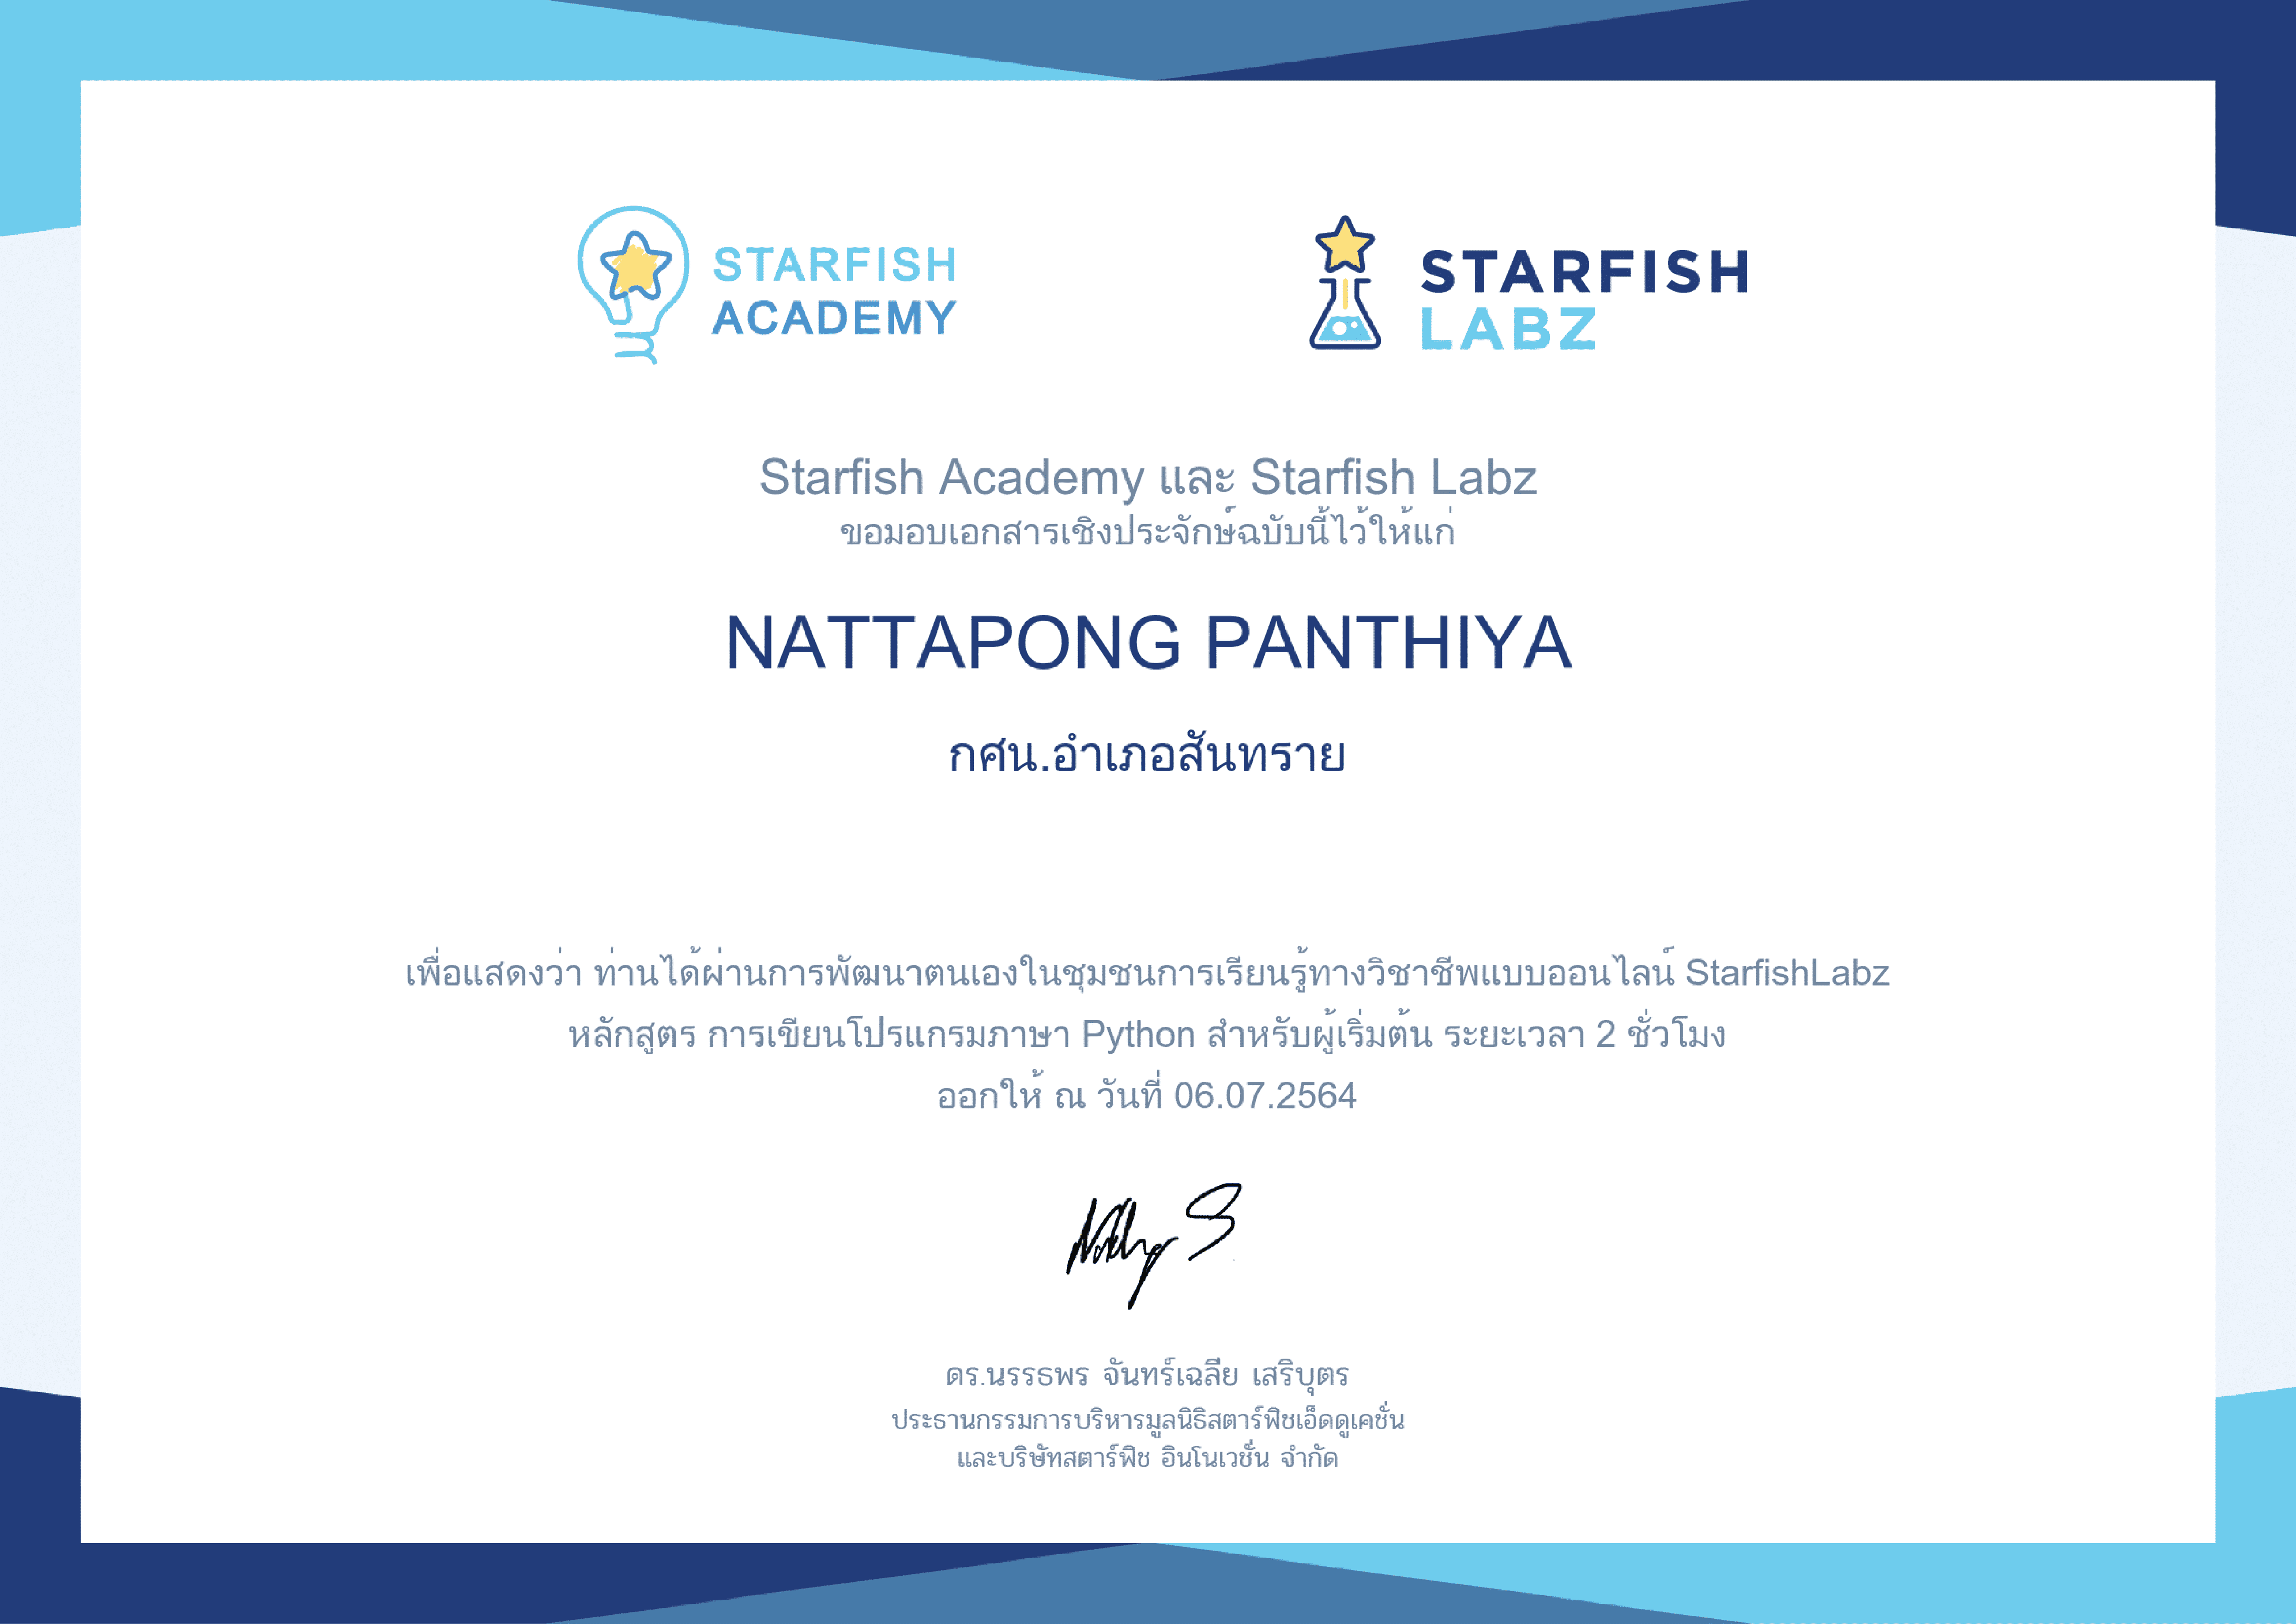 STARFISH
ACADEMY
STARFISH
LABZ
Starfish Academy และ Starfish Labz
ขอมอบเอกสารเชิงประจักษ์ฉบับนี้ไว้ให้แก่
NATTAPONG PANTHIYA
กศน.อำเภอสันทราย
เพื่อแสดงว่า ท่านได้ผ่านการพัฒนาตนเองในชุมชนการเรียนรู้ทางวิชาชีพแบบออนไลน์ StarfishLabz
หลักสูตร การเขียนโปรแกรมภาษา Python สำหรับผู้เริ่มต้น ระยะเวลา 2 ชั่วโมง
ออกให้ ณ วันที่ 06.07.2564
ดร.นรรธพร จันทร์เฉลี่ย เสริบุตร
ประธานกรรมการบริหารมูลนิธิสตาร์ฟิชเอ็ดดูเคชั่น
และบริษัทสตาร์ฟิช อินโนเวชั่น จำกัด